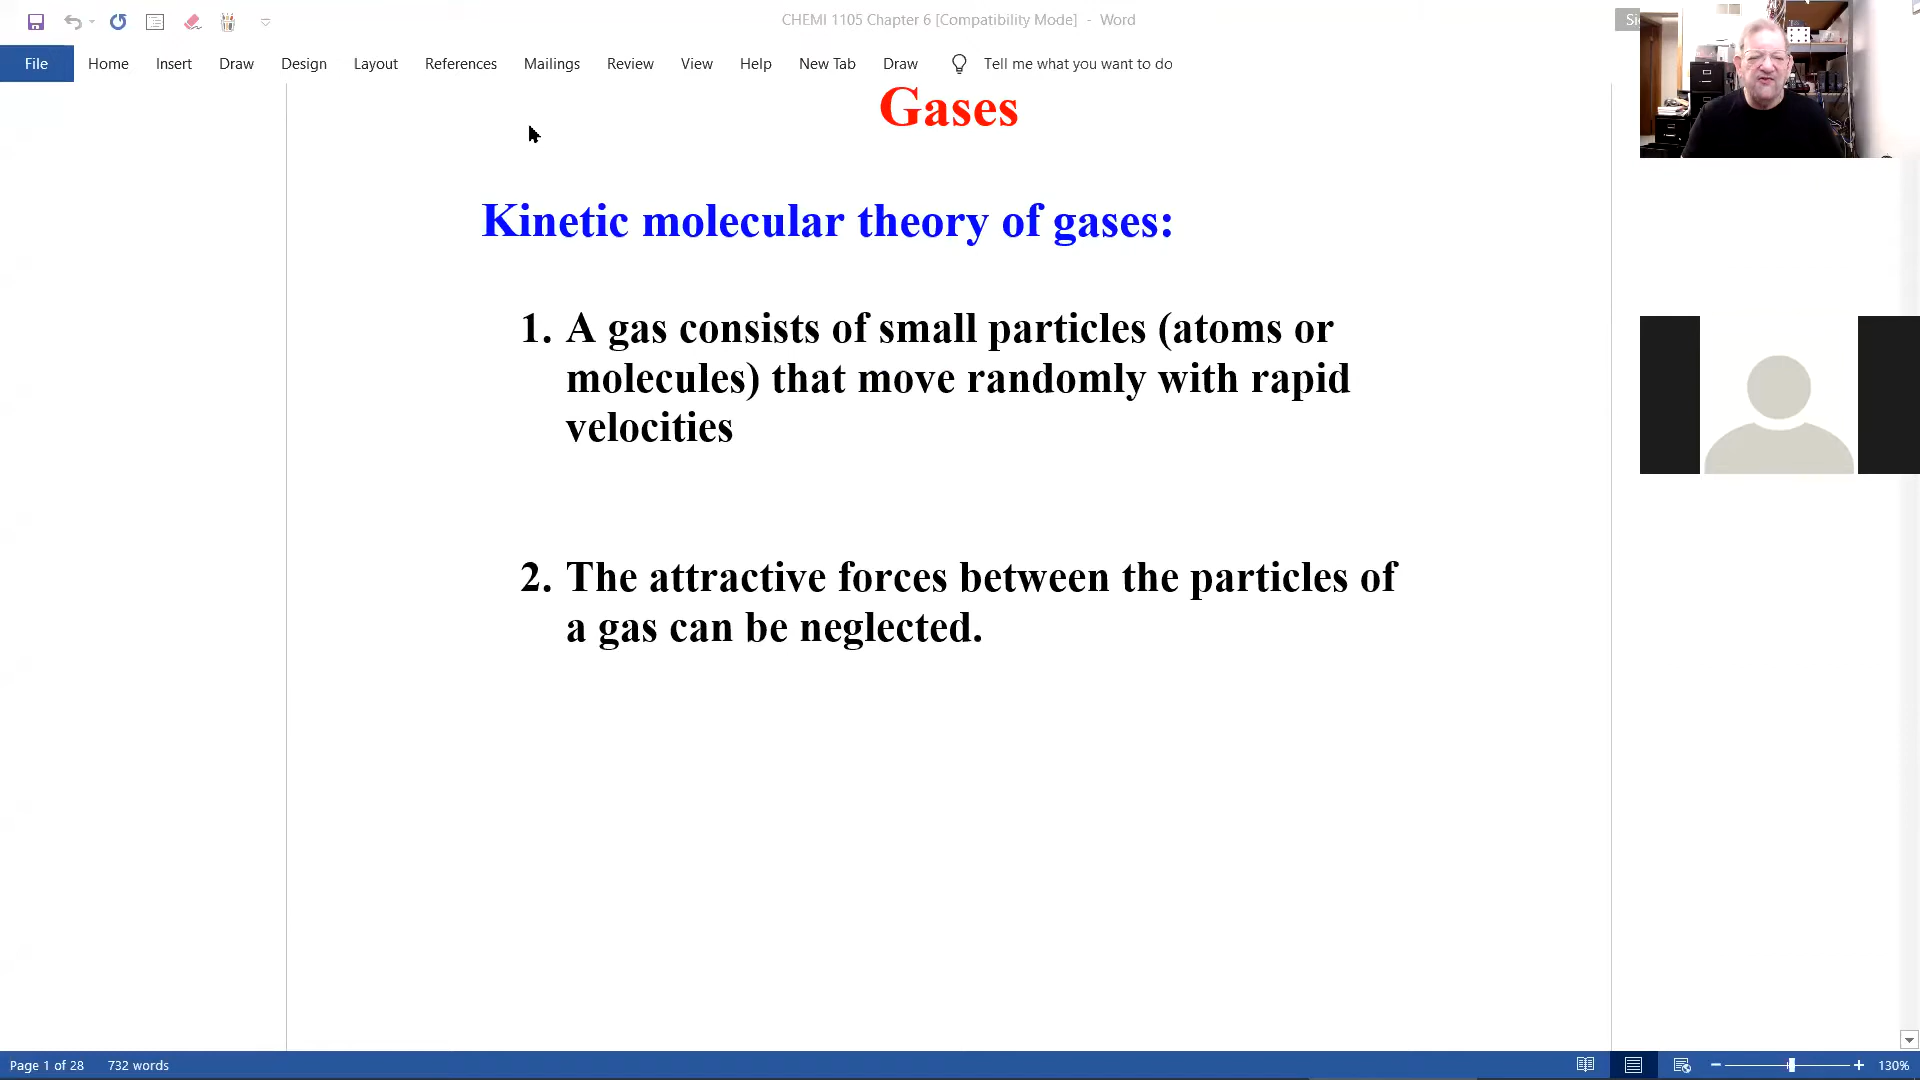 CHEMI 1105 Chapter 6 [Compatibility Mode] - Word
File Home Insert Draw Design Layout References Mailings Review View Help New Tab Draw Tell me what you want to do
Gases
Kinetic molecular theory of gases:
1. A gas consists of small particles (atoms or
molecules) that move randomly with rapid
velocities
2. The attractive forces between the particles of
a gas can be neglected.
Page 1 of 28 732 words 130%